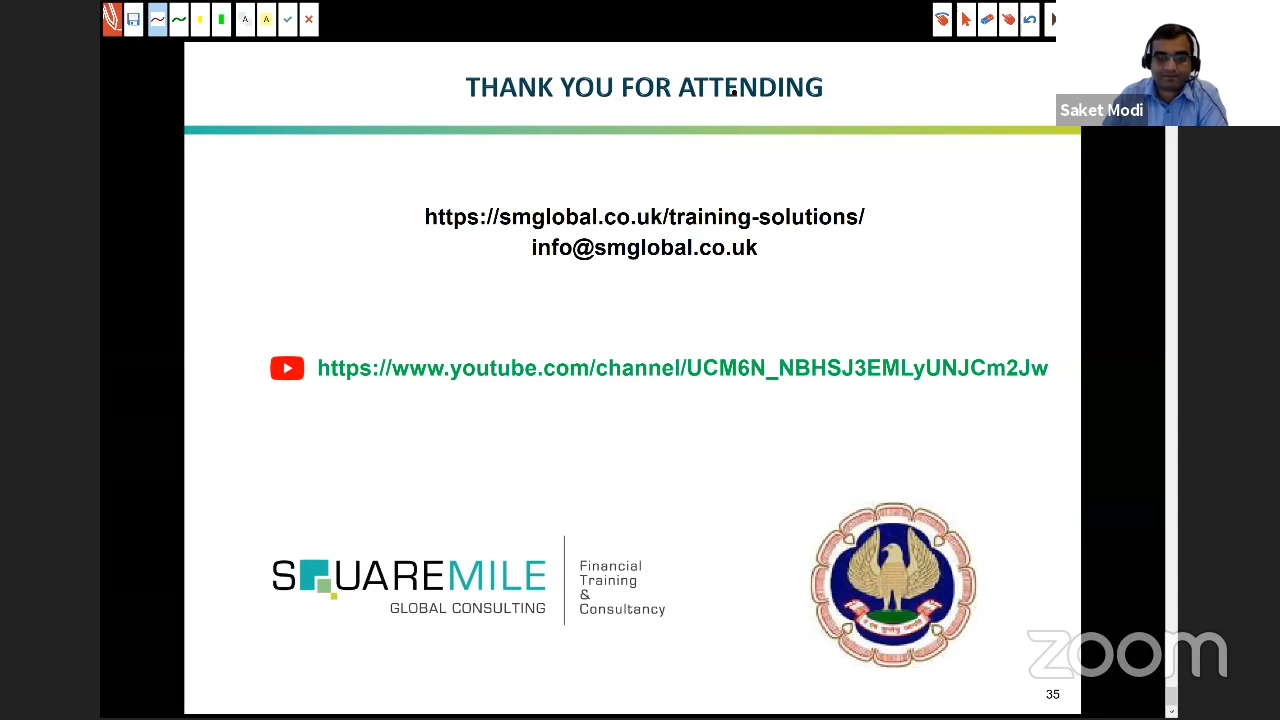 A A
Saket Modi
THANK YOU FOR ATTENDING
https://smglobal.co.uk/training-solutions/
info@smglobal.co.uk
https://www.youtube.com/channel/UCM6N_NBHSJ3EMLyUNJCm2Jw
SQUAREMILE
GLOBAL CONSULTING
Financial
Training
&
Consultancy
zoom
35